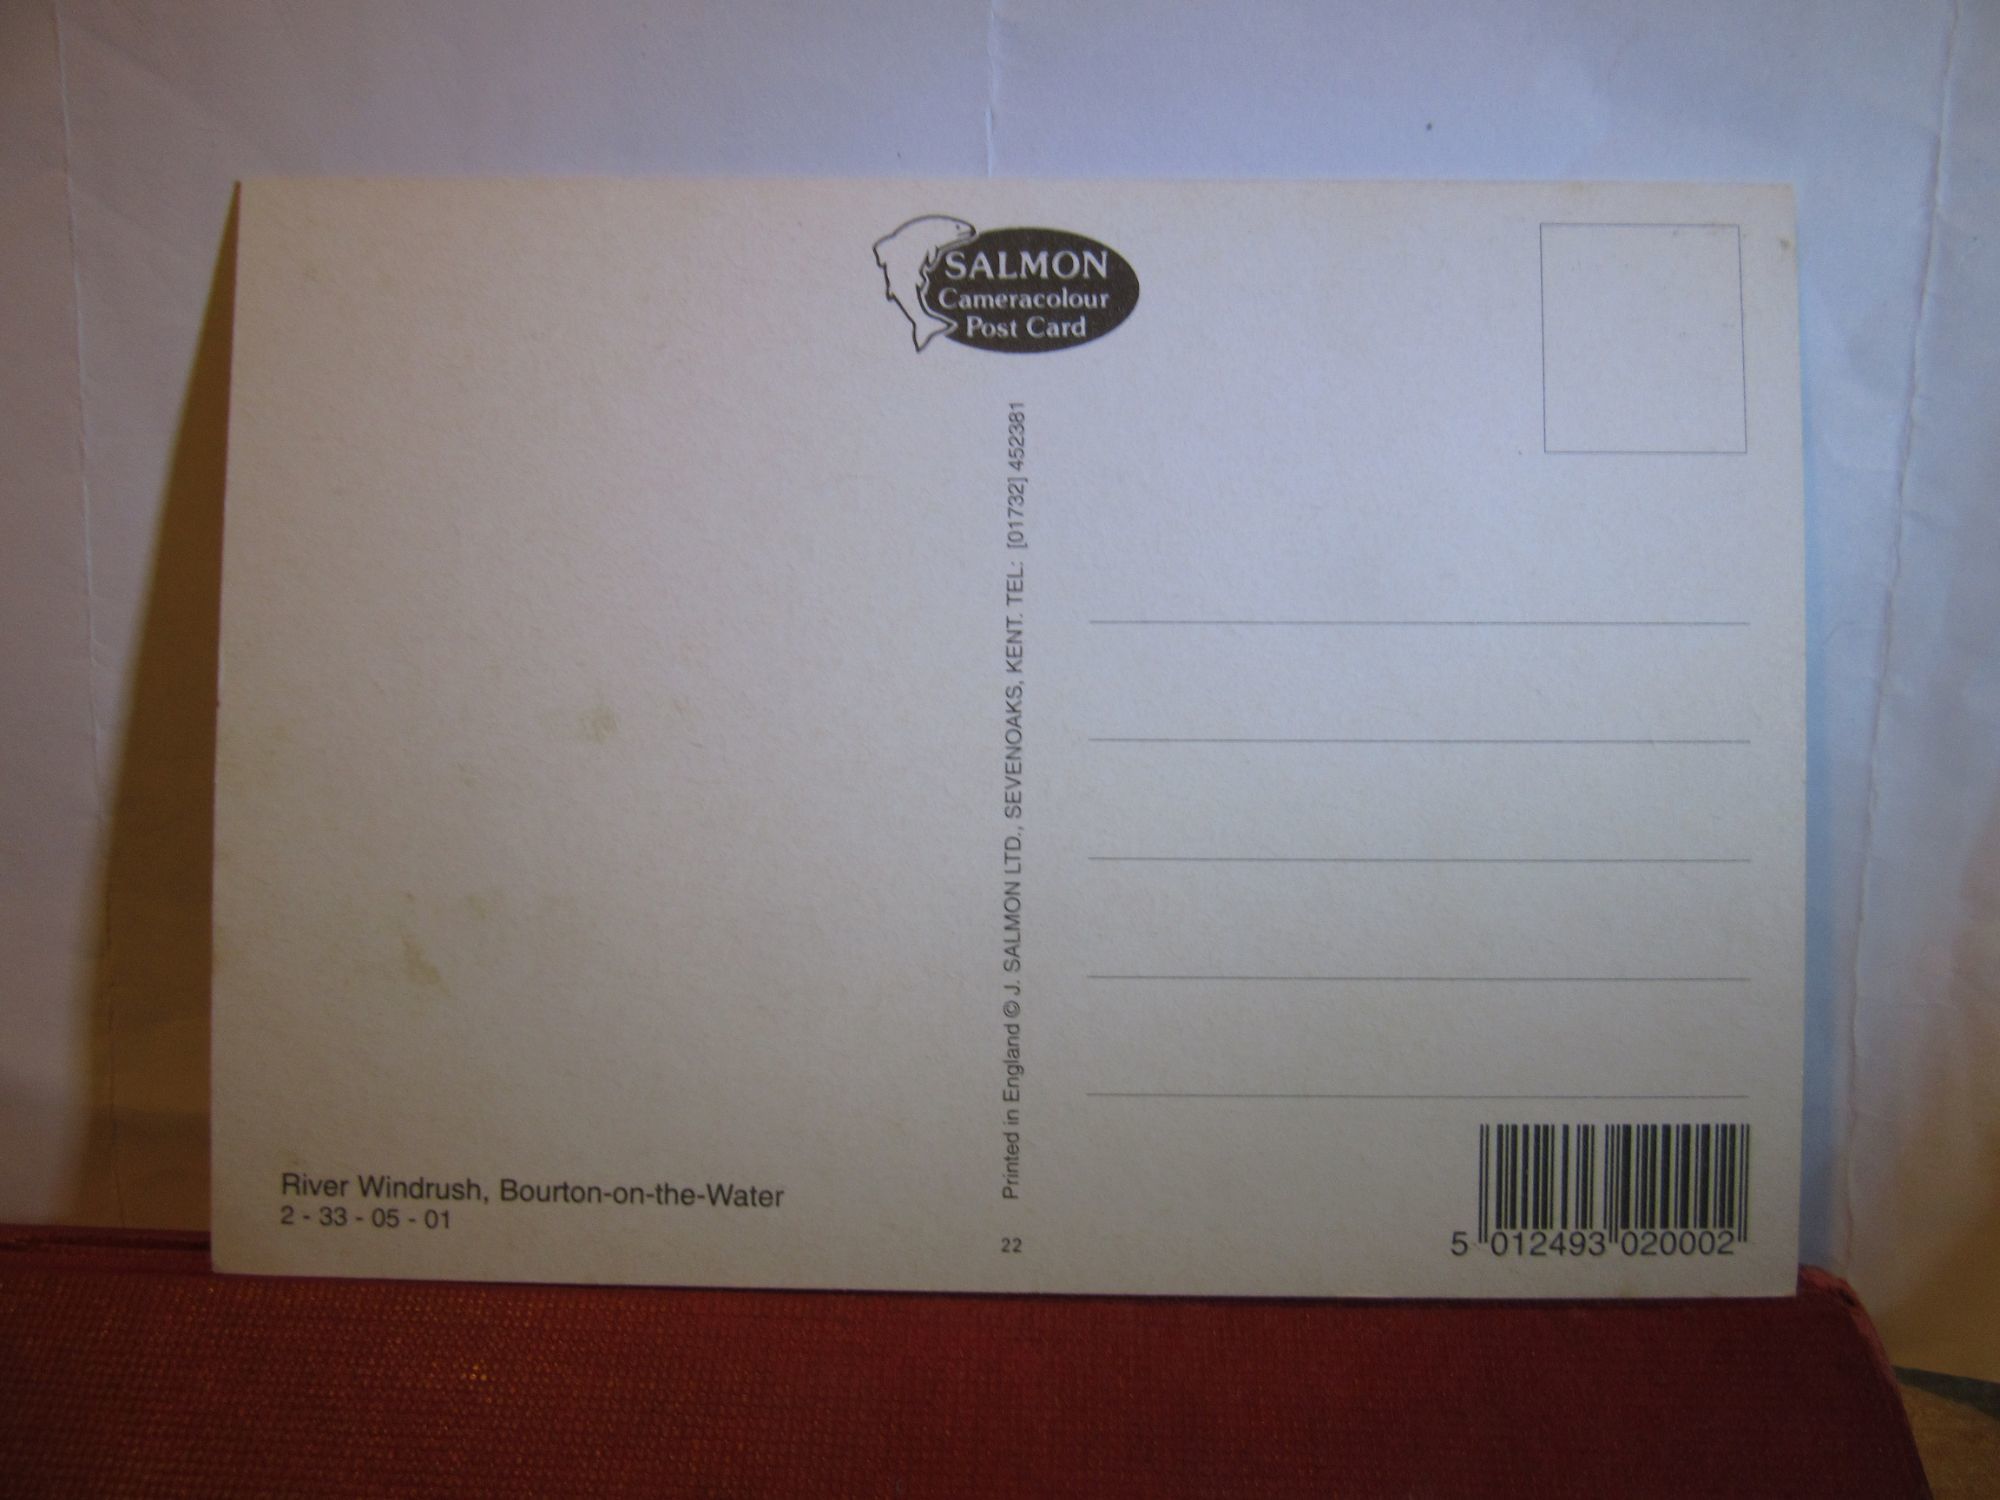 SALMON
Cameracolour
Post Card
Printed in England © J. SALMON LTD., SEVENOAKS, KENT. TEL: [01732] 452381
River Windrush, Bourton-on-the-Water
2 - 33 - 05 - 01
22
5 012493 020002